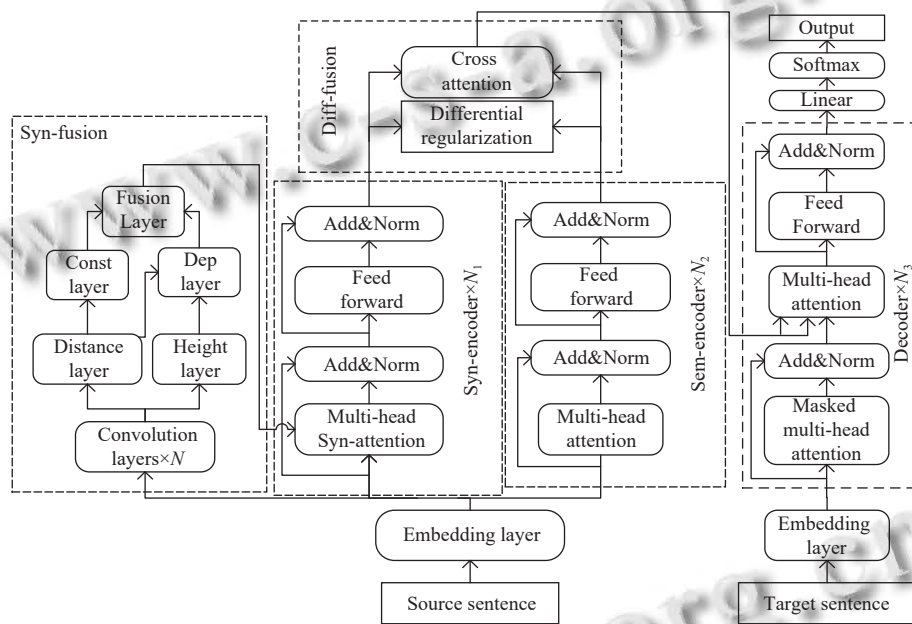 Output
Softmax
Linear
Diff-fusion
Cross
attention
Differential
regularization
Syn-fusion
Fusion
Layer
Const
layer
Dep
layer
Distance
layer
Height
layer
Convolution
layers×N
Add&Norm
Feed
forward
Add&Norm
Multi-head
Syn-attention
Syn-encoder×N₁
Add&Norm
Feed
forward
Add&Norm
Multi-head
attention
Sem-encoder×N₂
Add&Norm
Feed
Forward
Multi-head
attention
Add&Norm
Masked
multi-head
attention
Decoder×N₃
Embedding layer
Source sentence
Embedding
layer
Target sentence